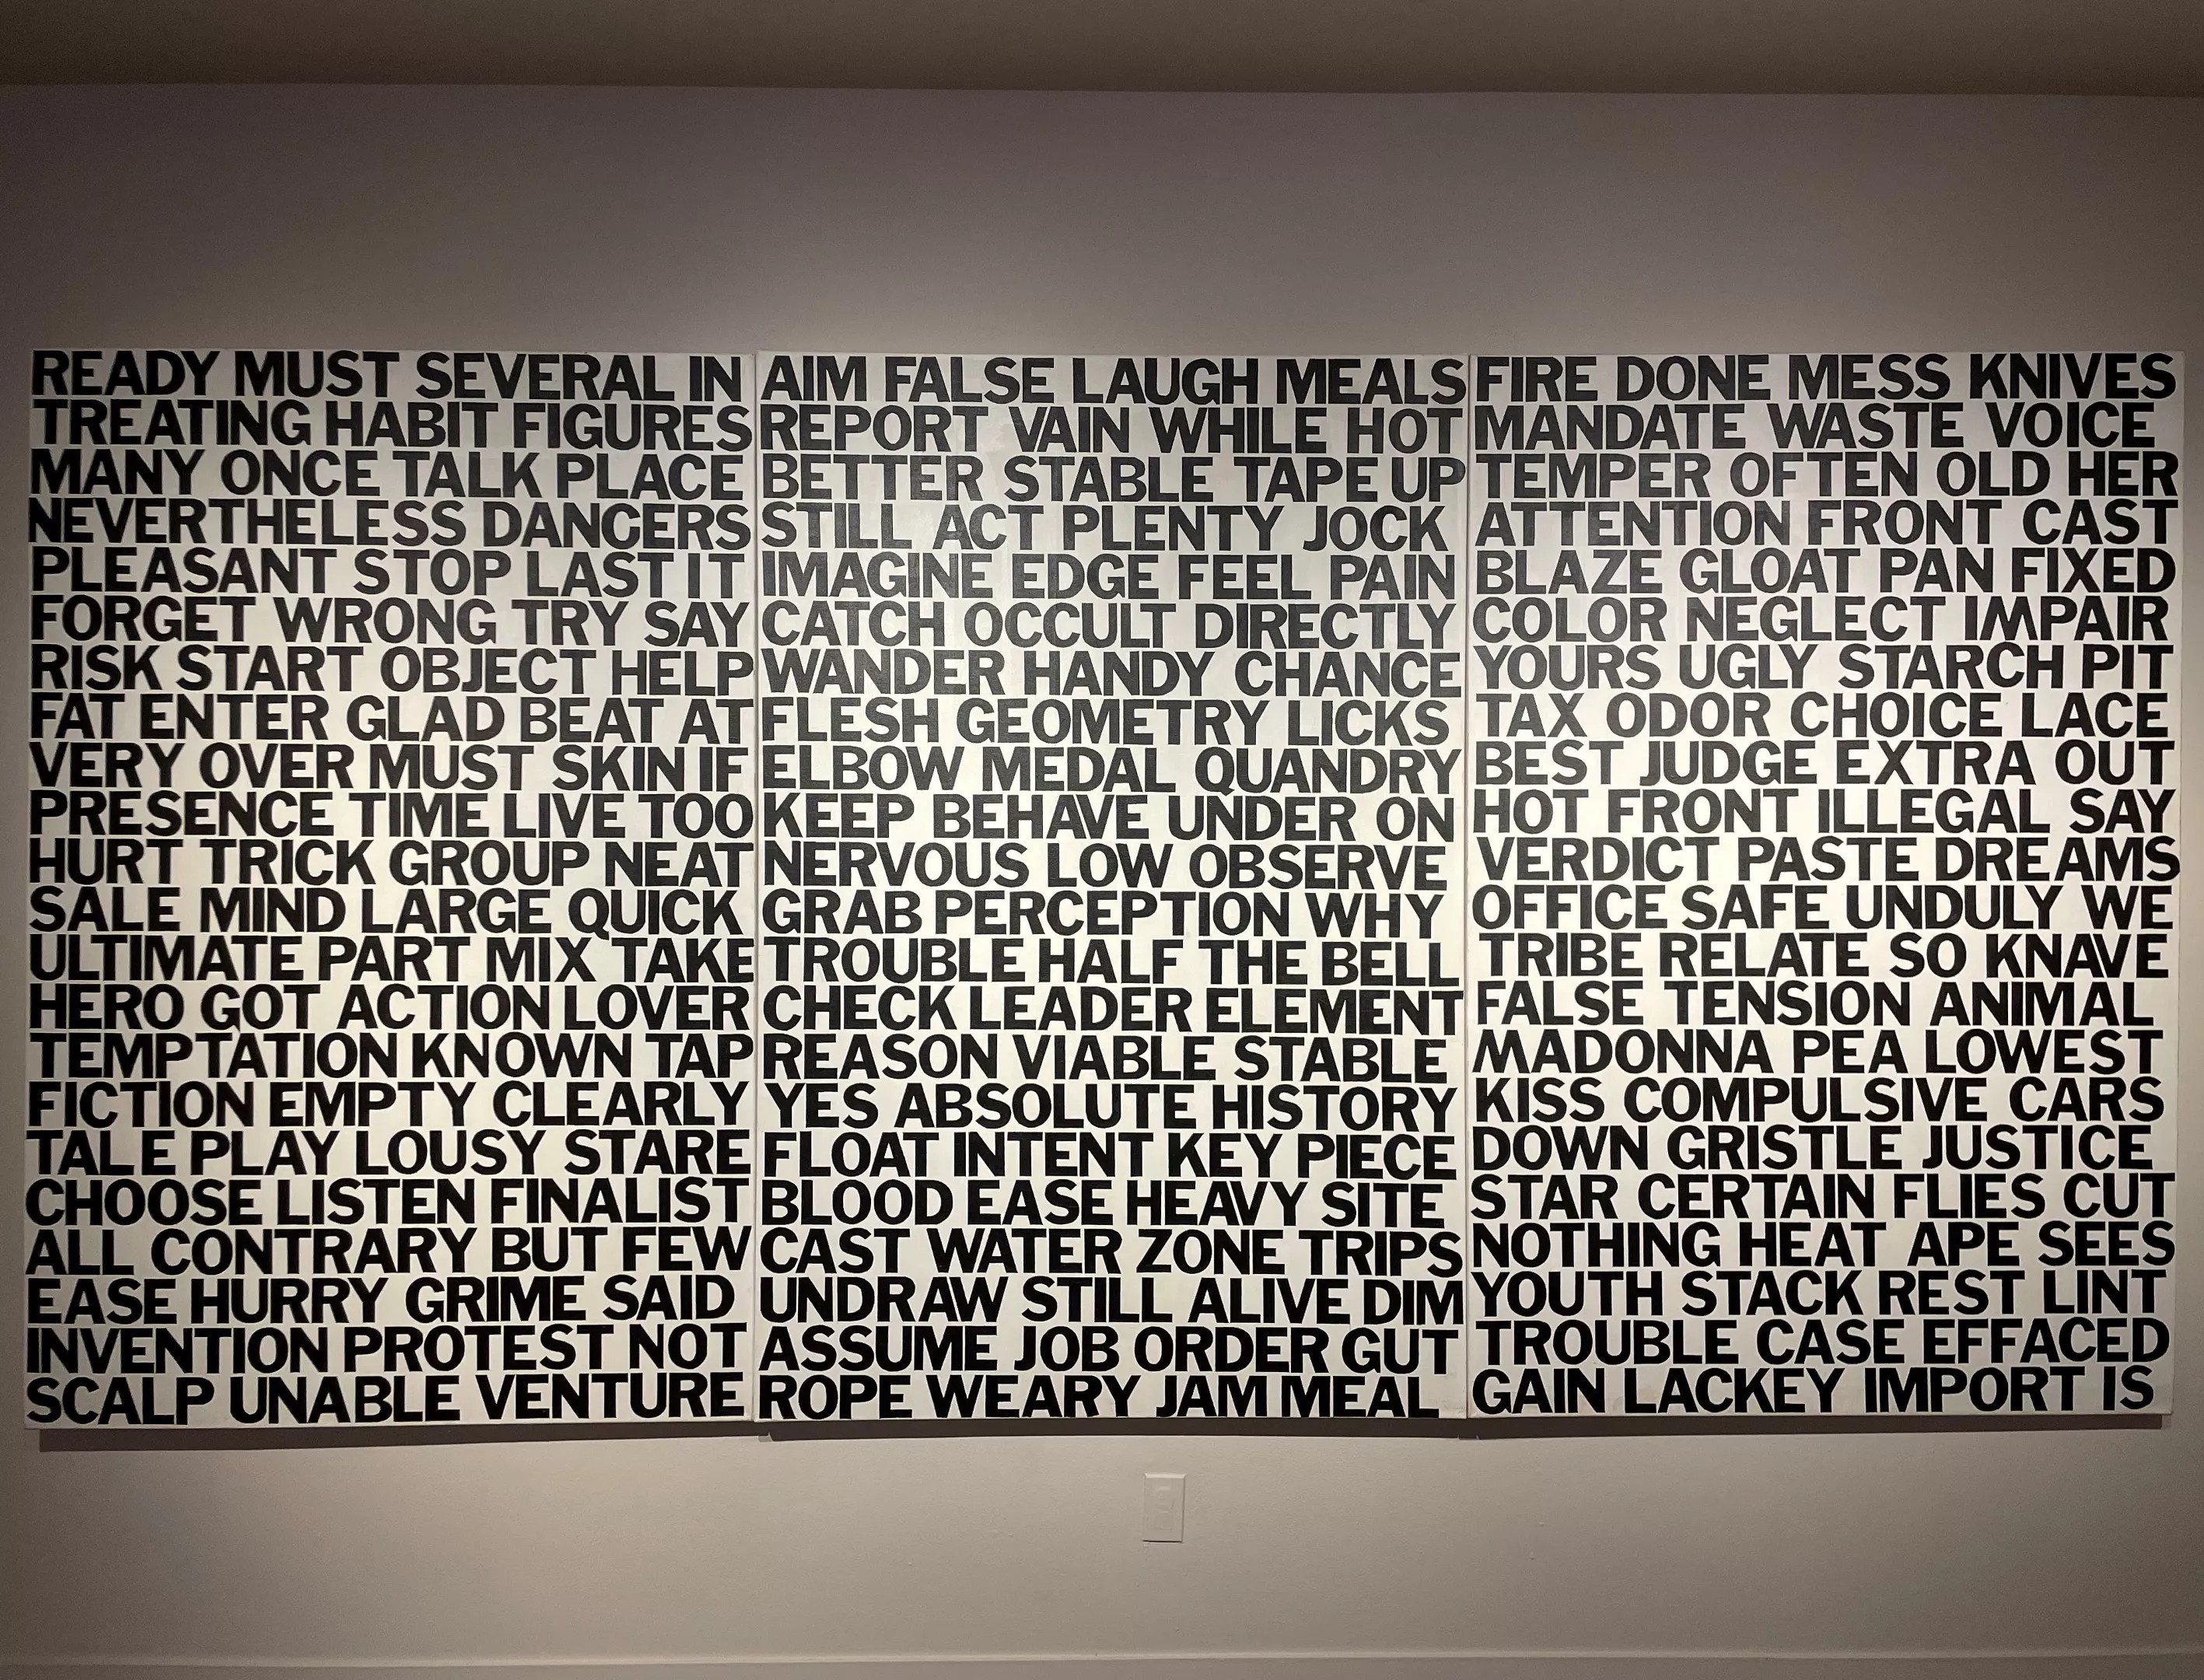 READY MUST SEVERAL IN
TREATING HABIT FIGURES
MANY ONCE TALK PLACE
NEVERTHELESS DANGERS
PLEASANT STOP LAST IT
FORGET WRONG TRY SAY
RISK START OBJECT HELP
FAT ENTER GLAD BEAT AT
VERY OVER MUST SKIN IF
PRESENCE TIME LIVE TOO
HURT TRICK GROUP NEAT
SALE MIND LARGE QUICK
ULTIMATE PART MIX TAKE
HERO GOT ACTION LOVER
TEMPTATION KNOWN TAP
FICTION EMPTY CLEARLY
TALE PLAY LOUSY STARE
CHOOSE LISTEN FINALIST
ALL CONTRARY BUT FEW
EASE HURRY GRIME SAID
INVENTION PROTEST NOT
SCALP UNABLE VENTURE
AIM FALSE LAUGH MEALS
REPORT VAIN WHILE HOT
BETTER STABLE TAPE UP
STILL ACT PLENTY JOCK
IMAGINE EDGE FEEL PAIN
CATCH OCCULT DIRECTLY
WANDER HANDY CHANCE
FLESH GEOMETRY LICKS
ELBOW MEDAL QUANDRY
KEEP BEHAVE UNDER ON
NERVOUS LOW OBSERVE
GRAB PERCEPTION WHY
TROUBLE HALF THE BELL
CHECK LEADER ELEMENT
REASON VIABLE STABLE
YES ABSOLUTE HISTORY
FLOAT INTENT KEY PIECE
BLOOD EASE HEAVY SITE
CAST WATER ZONE TRIPS
UNDRAW STILL ALIVE DIM
ASSUME JOB ORDER GUT
ROPE WEARY JAM MEAL
FIRE DONE MESS KNIVES
MANDATE WASTE VOICE
TEMPER OFTEN OLD HER
ATTENTION FRONT CAST
BLAZE GLOAT PAN FIXED
COLOR NEGLECT IMPAIR
YOURS UGLY STARCH PIT
TAX ODOR CHOICE LACE
BEST JUDGE EXTRA OUT
HOT FRONT ILLEGAL SAY
VERDICT PASTE DREAMS
OFFICE SAFE UNDULY WE
TRIBE RELATE SO KNAVE
FALSE TENSION ANIMAL
MADONNA PEA LOWEST
KISS COMPULSIVE CARS
DOWN GRISTLE JUSTICE
STAR CERTAIN FLIES CUT
NOTHING HEAT APE SEES
YOUTH STACK REST LINT
TROUBLE CASE EFFACED
GAIN LACKEY IMPORT IS